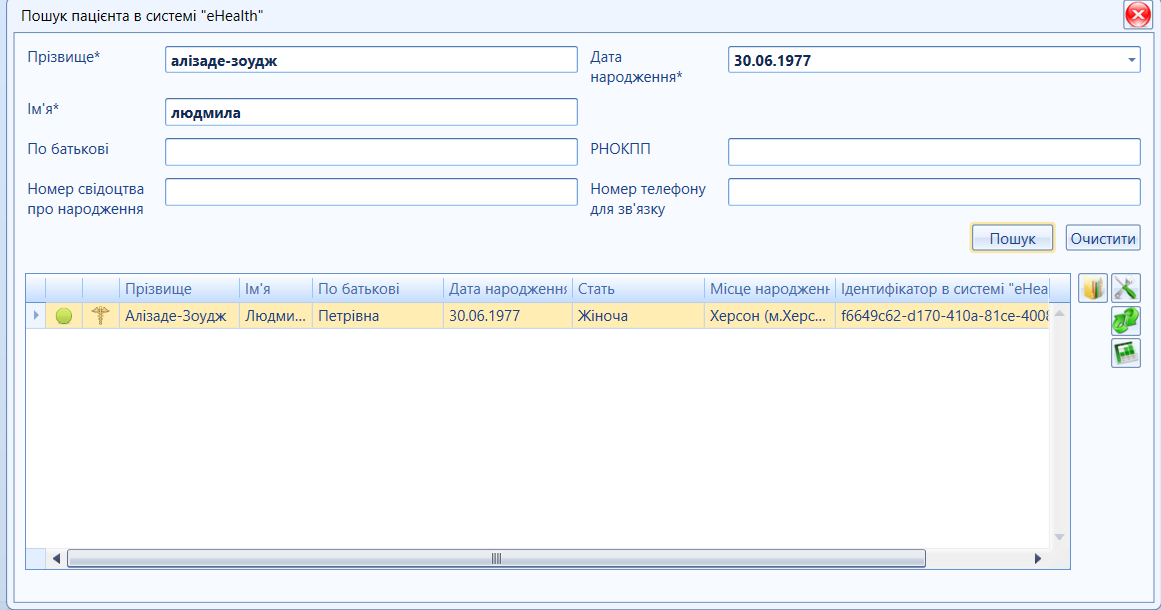 Пошук пацієнта в системі "eHealth"
Прізвище*
алізаде-зоудж
Дата
народження*
30.06.1977
Ім'я*
людмила
По батькові
РНОКПП
Номер свідоцтва
про народження
Номер телефону
для зв'язку
Пошук
Очистити
Прізвище Ім'я По батькові Дата народження Стать Місце народженн Ідентифікатор в системі "eHea
Алізаде-Зоудж Людми... Петрівна 30.06.1977 Жіноча Херсон (м.Херс... f6649c62-d170-410a-81ce-4008